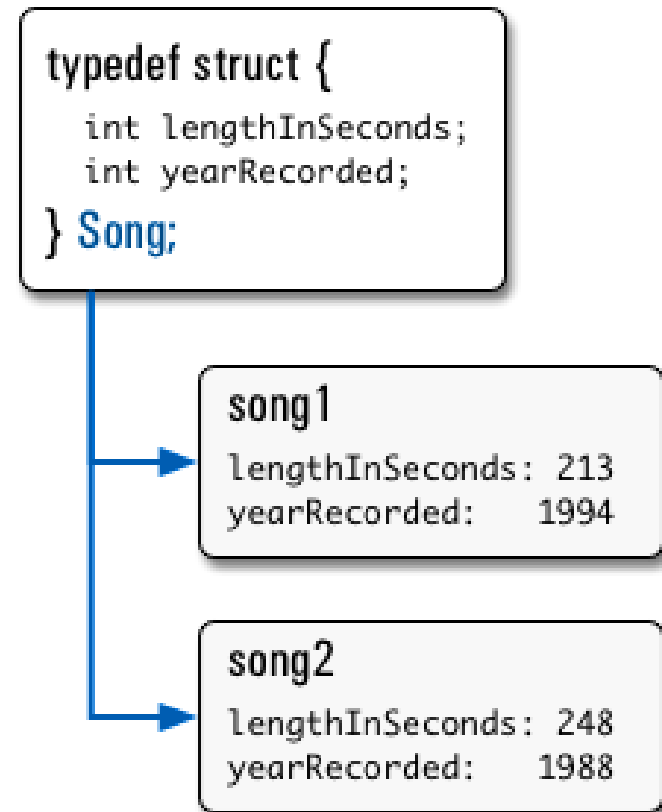 typedef struct {
int lengthInSeconds;
int yearRecorded;
} Song;
song1
lengthInSeconds: 213
yearRecorded: 1994
song2
lengthInSeconds: 248
yearRecorded: 1988